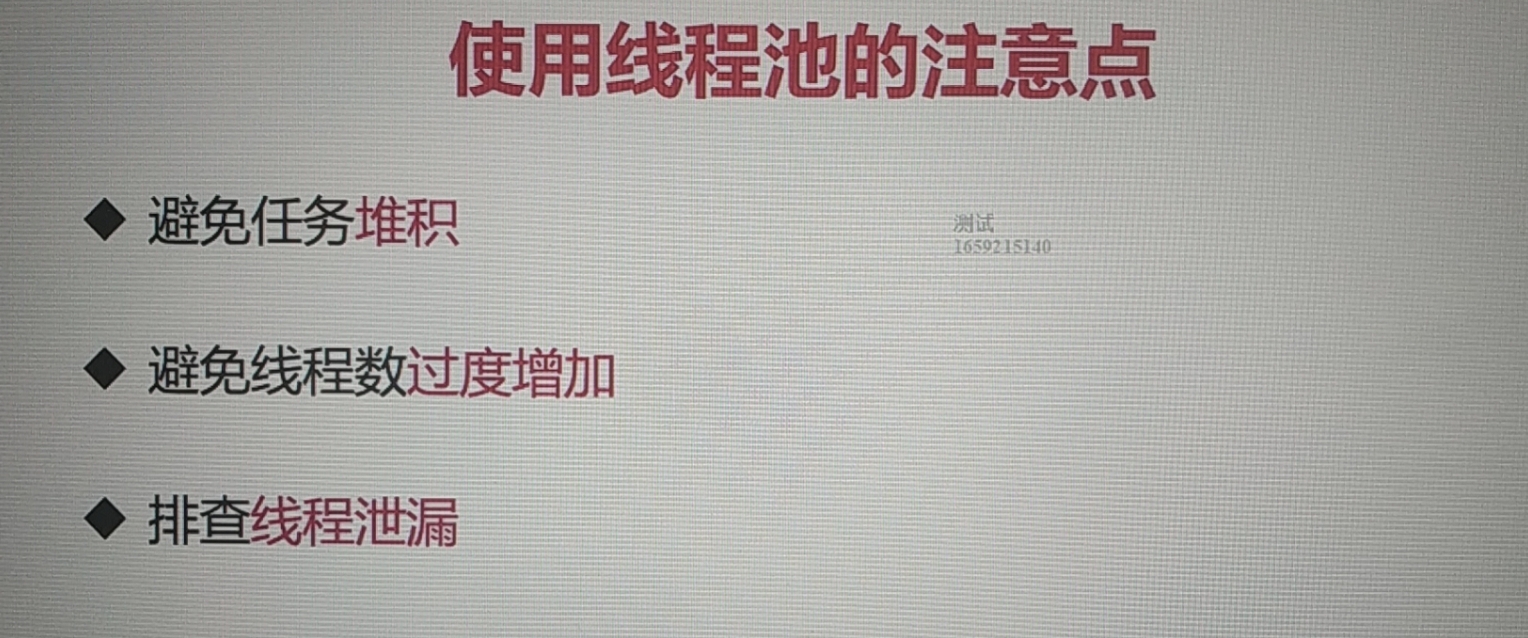 使用线程池的注意点
◆ 避免任务堆积
测试
1659215140
◆ 避免线程数过度增加
◆ 排查线程泄漏